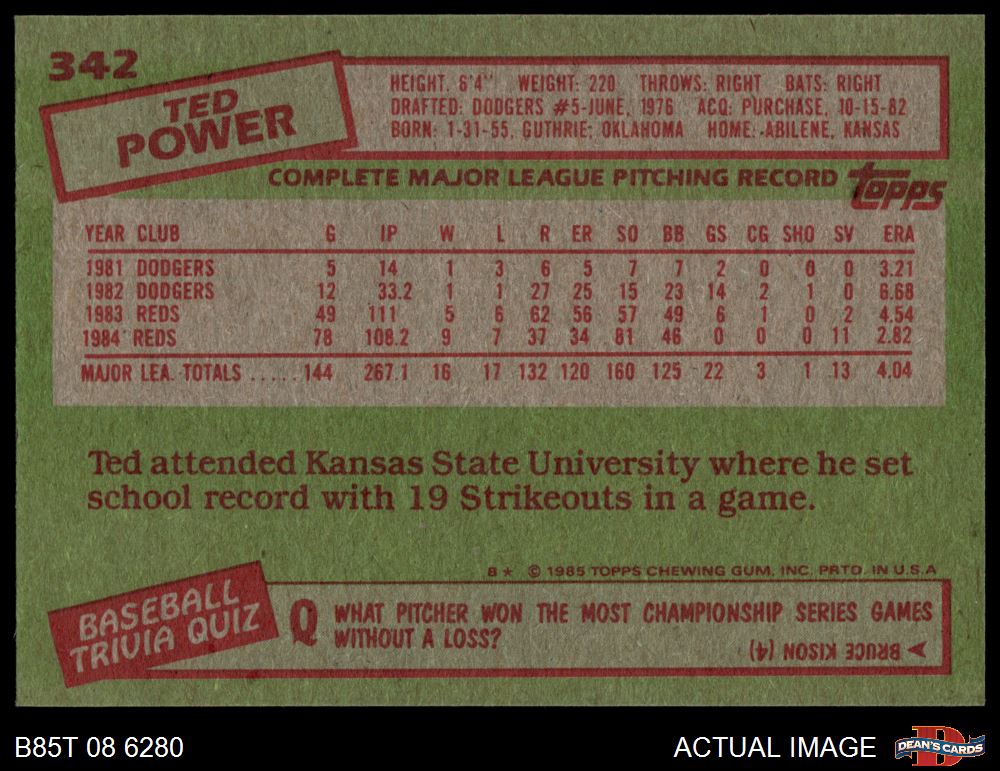 342
TED
POWER
HEIGHT. 6'4" WEIGHT: 220 THROWS: RIGHT BATS: RIGHT
DRAFTED: DODGERS #5-JUNE, 1976 ACQ: PURCHASE, 10-15-82
BORN: 1-31-55, GUTHRIE; OKLAHOMA HOME: ABILENE, KANSAS
COMPLETE MAJOR LEAGUE PITCHING RECORD topps
YEAR CLUB G IP W L R ER SO BB GS CG SHO SV ERA
1981 DODGERS 5 14 1 3 6 5 7 7 2 0 0 0 3.21
1982 DODGERS 12 33.2 1 1 27 25 15 23 14 2 1 0 6.68
1983 REDS 49 111 5 6 62 56 57 49 6 1 0 2 4.54
1984 REDS 78 108.2 9 7 37 34 81 46 0 0 0 11 2.82
MAJOR LEA. TOTALS ..... 144 267.1 16 17 132 120 160 125 22 3 1 13 4.04
Ted attended Kansas State University where he set
school record with 19 Strikeouts in a game.
B★ © 1985 TOPPS CHEWING GUM, INC. PRTD. IN U.S.A
BASEBALL
TRIVIA QUIZ
Q WHAT PITCHER WON THE MOST CHAMPIONSHIP SERIES GAMES
WITHOUT A LOSS?
➤ BRUCE KISON (4)
B85T 08 6280
ACTUAL IMAGE
DEAN'S CARDS